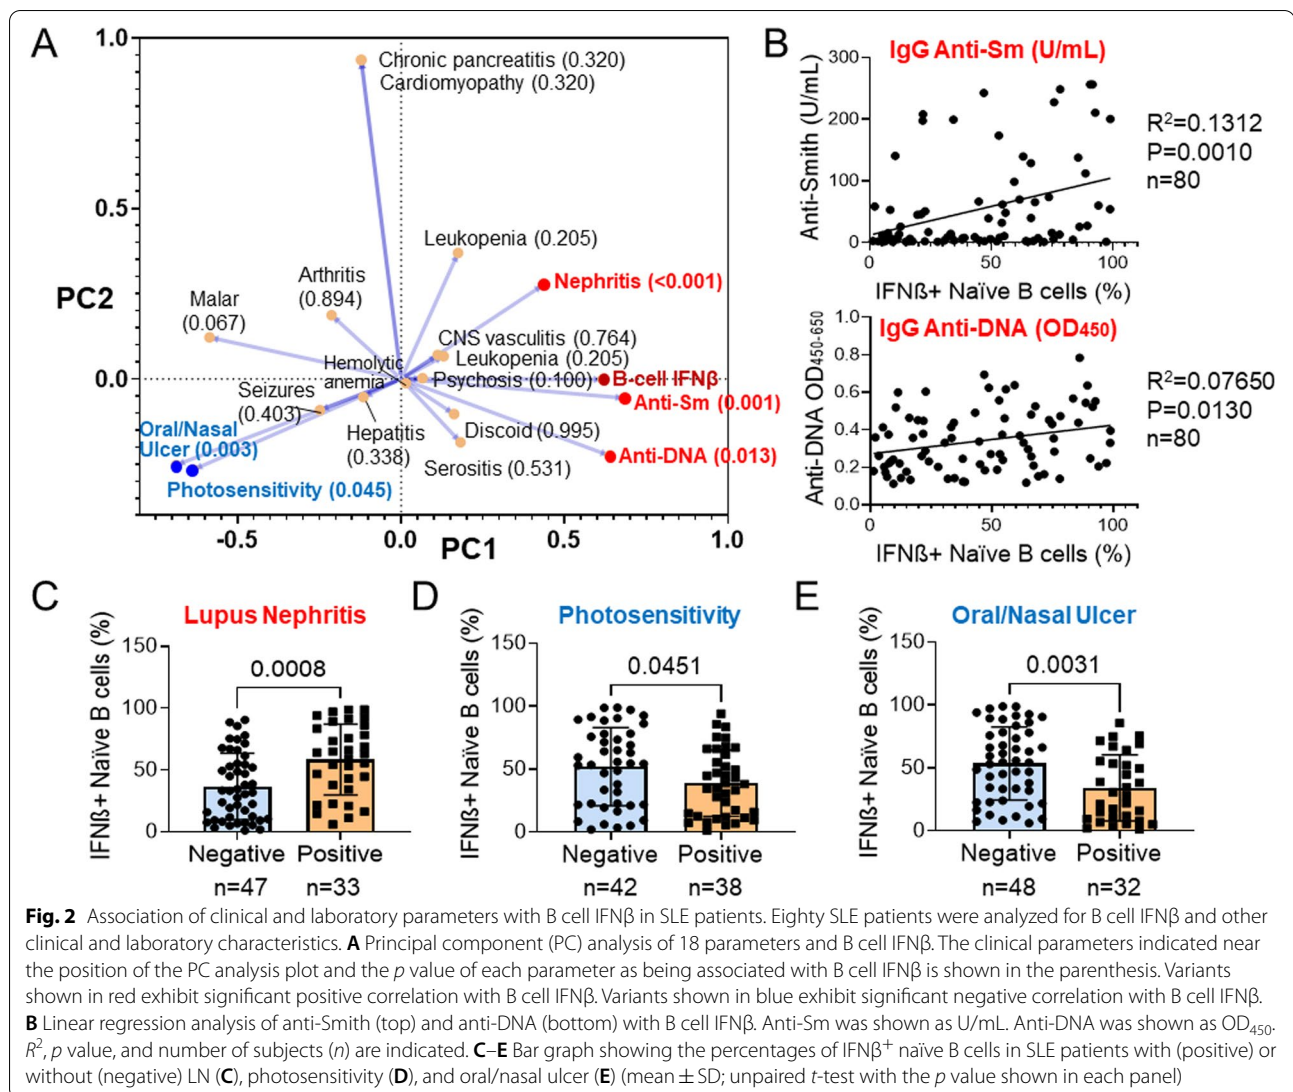 A
1.0
0.5
0.0
PC2
-0.5
0.0
0.5
1.0
PC1
Chronic pancreatitis (0.320)
Cardiomyopathy (0.320)
Leukopenia (0.205)
Arthritis
(0.894)
Nephritis (<0.001)
Malar
(0.067)
CNS vasculitis (0.764)
Hemolytic
anemia
Leukopenia (0.205)
Psychosis (0.100)
B-cell IFNβ
Seizures
(0.403)
Anti-Sm (0.001)
Oral/Nasal
Ulcer (0.003)
Hepatitis
(0.338)
Discoid (0.995)
Anti-DNA (0.013)
Serositis (0.531)
Photosensitivity (0.045)
B
IgG Anti-Sm (U/mL)
Anti-Smith (U/mL)
300
200
100
0
0
50
100
IFNß+ Naïve B cells (%)
R²=0.1312
P=0.0010
n=80
IgG Anti-DNA (OD450)
Anti-DNA OD450-650
1.0
0.8
0.6
0.4
0.2
0.0
0
50
100
IFNß+ Naïve B cells (%)
R²=0.07650
P=0.0130
n=80
C
Lupus Nephritis
IFNß+ Naïve B cells (%)
150
100
50
0
0.0008
Negative Positive
n=47 n=33
D
Photosensitivity
IFNß+ Naïve B cells (%)
150
100
50
0
0.0451
Negative Positive
n=42 n=38
E
Oral/Nasal Ulcer
IFNß+ Naïve B cells (%)
150
100
50
0
0.0031
Negative Positive
n=48 n=32
Fig. 2 Association of clinical and laboratory parameters with B cell IFNβ in SLE patients. Eighty SLE patients were analyzed for B cell IFNβ and other
clinical and laboratory characteristics. A Principal component (PC) analysis of 18 parameters and B cell IFNβ. The clinical parameters indicated near
the position of the PC analysis plot and the p value of each parameter as being associated with B cell IFNβ is shown in the parenthesis. Variants
shown in red exhibit significant positive correlation with B cell IFNβ. Variants shown in blue exhibit significant negative correlation with B cell IFNβ.
B Linear regression analysis of anti-Smith (top) and anti-DNA (bottom) with B cell IFNβ. Anti-Sm was shown as U/mL. Anti-DNA was shown as OD450.
R², p value, and number of subjects (n) are indicated. C–E Bar graph showing the percentages of IFNβ⁺ naïve B cells in SLE patients with (positive) or
without (negative) LN (C), photosensitivity (D), and oral/nasal ulcer (E) (mean ± SD; unpaired t-test with the p value shown in each panel)